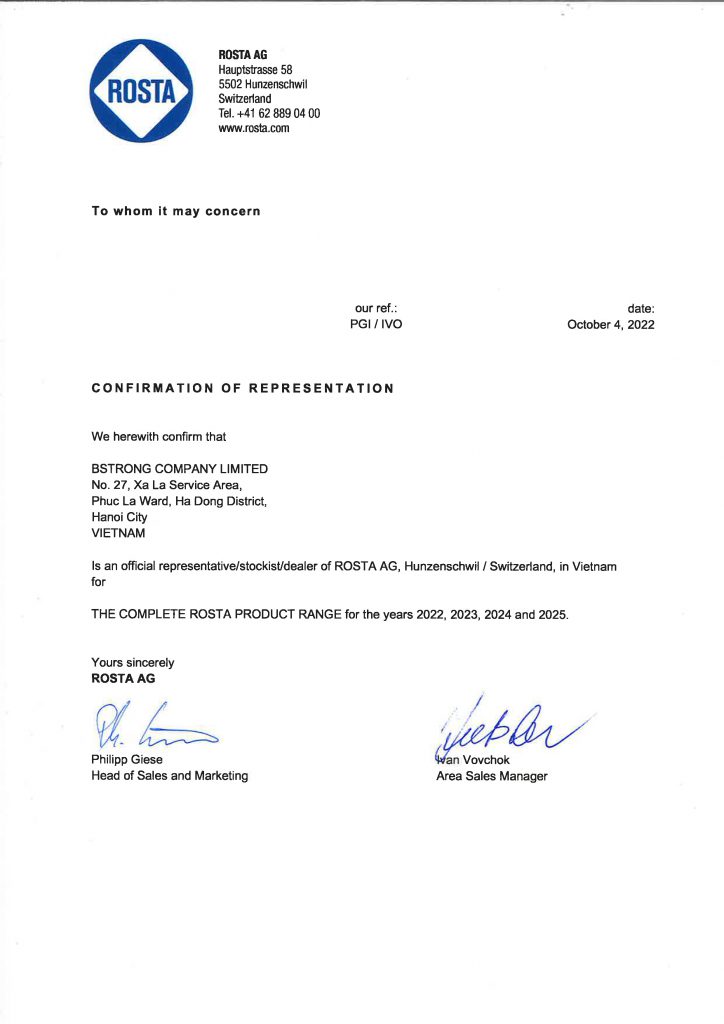 ROSTA
ROSTA AG
Hauptstrasse 58
5502 Hunzenschwil
Switzerland
Tel. +41 62 889 04 00
www.rosta.com
To whom it may concern
our ref.:
PGI / IVO
date:
October 4, 2022
CONFIRMATION OF REPRESENTATION
We herewith confirm that
BSTRONG COMPANY LIMITED
No. 27, Xa La Service Area,
Phuc La Ward, Ha Dong District,
Hanoi City
VIETNAM
Is an official representative/stockist/dealer of ROSTA AG, Hunzenschwil / Switzerland, in Vietnam
for
THE COMPLETE ROSTA PRODUCT RANGE for the years 2022, 2023, 2024 and 2025.
Yours sincerely
ROSTA AG
Philipp Giese
Head of Sales and Marketing
Ivan Vovchok
Area Sales Manager